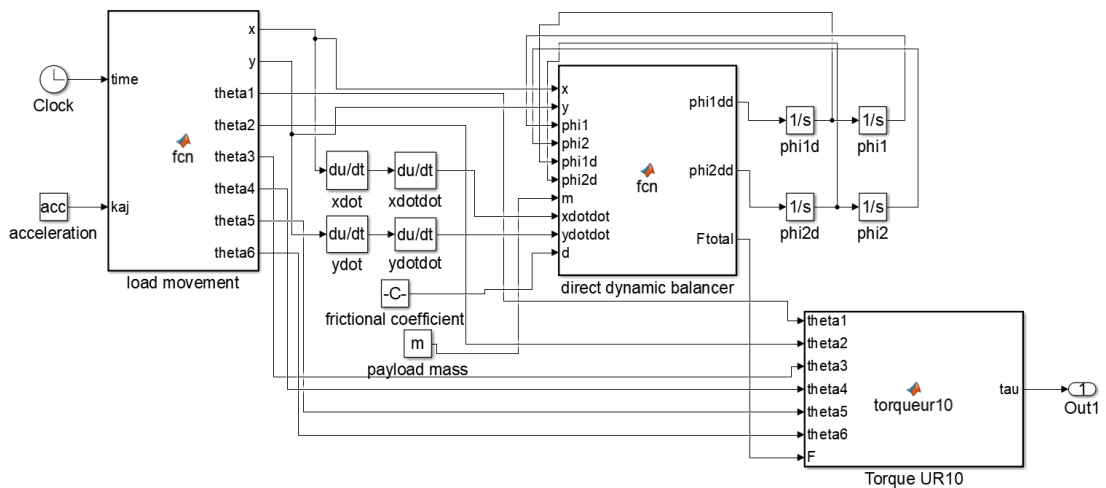 Clock
time
acc
kaj
acceleration
x
y
theta1
theta2
theta3
theta4
theta5
theta6
fcn
load movement
du/dt
xdot
du/dt
xdotdot
du/dt
ydot
du/dt
ydotdot
-C-
frictional coefficient
m
payload mass
x
y
phi1
phi2
phi1d
phi2d
m
xdotdot
ydotdot
d
fcn
phi1dd
phi2dd
Ftotal
direct dynamic balancer
1/s
phi1d
1/s
phi1
1/s
phi2d
1/s
phi2
theta1
theta2
theta3
theta4
theta5
theta6
F
torqueur10
tau
Torque UR10
1
Out1